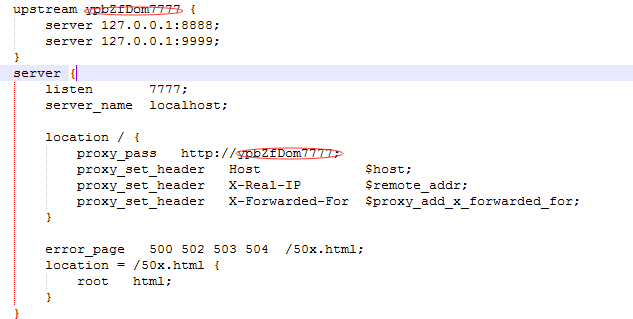 upstream ypbZfDom7777 {
    server 127.0.0.1:8888;
    server 127.0.0.1:9999;
}
server {
    listen       7777;
    server_name  localhost;

    location / {
        proxy_pass   http://ypbZfDom7777;
        proxy_set_header   Host             $host;
        proxy_set_header   X-Real-IP        $remote_addr;
        proxy_set_header   X-Forwarded-For  $proxy_add_x_forwarded_for;
    }

    error_page   500 502 503 504  /50x.html;
    location = /50x.html {
        root   html;
    }
}